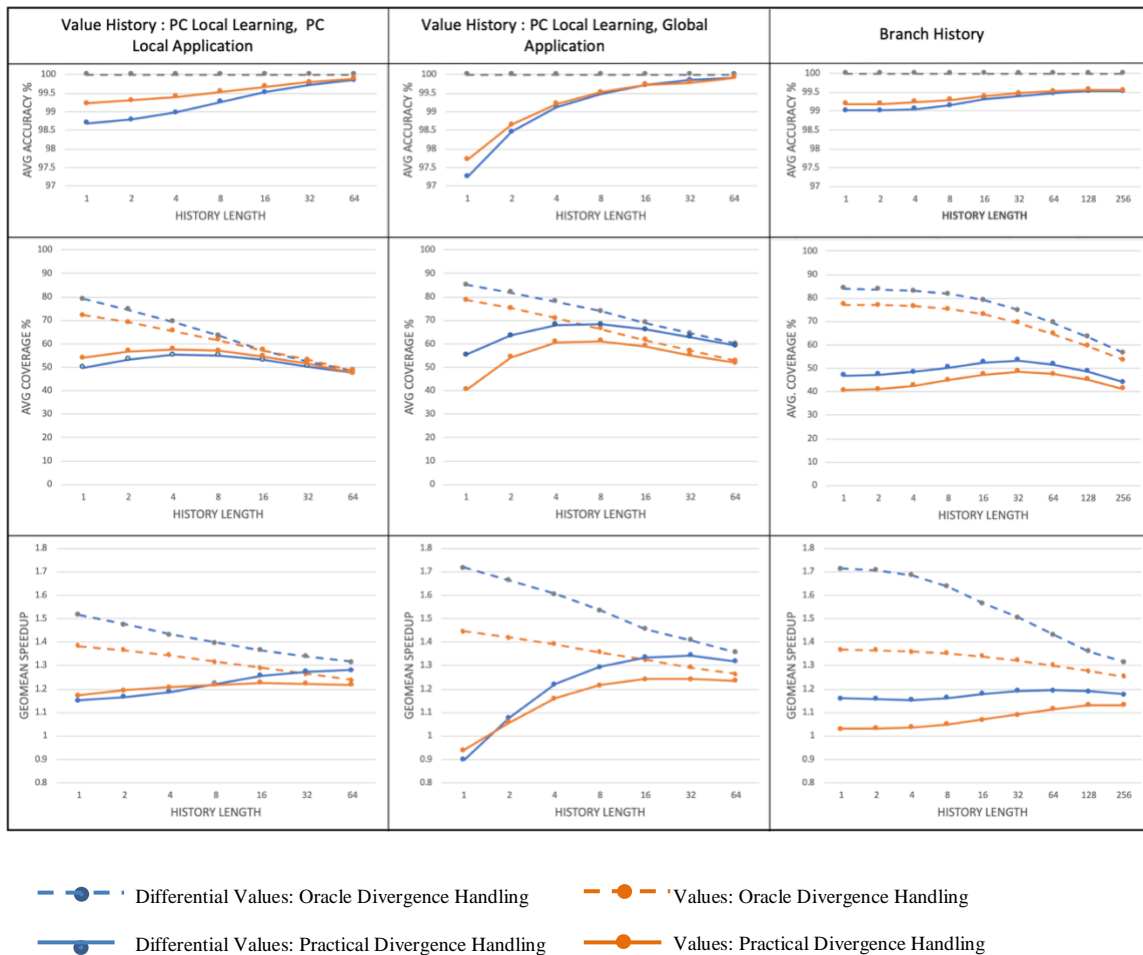 Value History : PC Local Learning, PC
Local Application
Value History : PC Local Learning, Global
Application
Branch History
AVG ACCURACY %
100
99.5
99
98.5
98
97.5
97
1 2 4 8 16 32 64
HISTORY LENGTH
AVG ACCURACY %
100
99.5
99
98.5
98
97.5
97
1 2 4 8 16 32 64
HISTORY LENGTH
AVG ACCURACY %
100
99.5
99
98.5
98
97.5
97
1 2 4 8 16 32 64 128 256
HISTORY LENGTH
AVG COVERAGE %
100
90
80
70
60
50
40
30
20
10
0
1 2 4 8 16 32 64
HISTORY LENGTH
AVG COVERAGE %
100
90
80
70
60
50
40
30
20
10
0
1 2 4 8 16 32 64
HISTORY LENGTH
AVG. COVERAGE %
100
90
80
70
60
50
40
30
20
10
0
1 2 4 8 16 32 64 128 256
HISTORY LENGTH
GEOMEAN SPEEDUP
1.8
1.7
1.6
1.5
1.4
1.3
1.2
1.1
1
0.9
0.8
1 2 4 8 16 32 64
HISTORY LENGTH
GEOMEAN SPEEDUP
1.8
1.7
1.6
1.5
1.4
1.3
1.2
1.1
1
0.9
0.8
1 2 4 8 16 32 64
HISTORY LENGTH
GEOMEAN SPEEDUP
1.8
1.7
1.6
1.5
1.4
1.3
1.2
1.1
1
0.9
0.8
1 2 4 8 16 32 64 128 256
HISTORY LENGTH
Differential Values: Oracle Divergence Handling
Values: Oracle Divergence Handling
Differential Values: Practical Divergence Handling
Values: Practical Divergence Handling